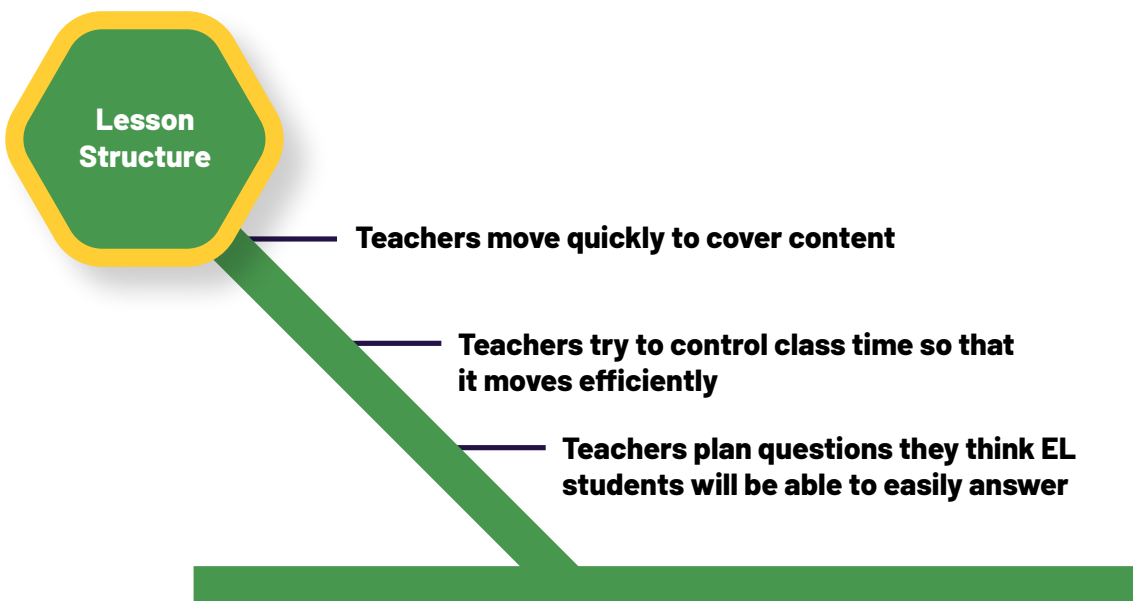 Lesson
Structure
Teachers move quickly to cover content
Teachers try to control class time so that
it moves efficiently
Teachers plan questions they think EL
students will be able to easily answer